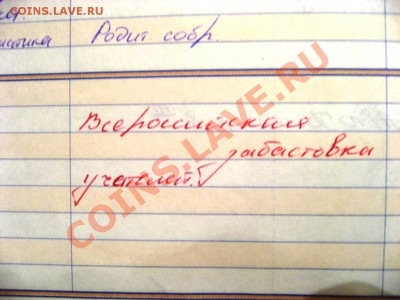 COINS.LAVE.RU
Родит собр
Всероссийская
забастовка
учителей.
COINS.LAVE.RU